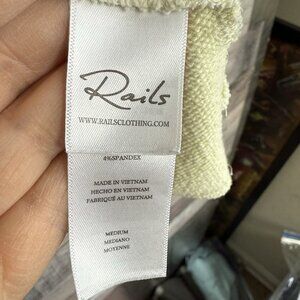 Rails
WWW.RAILSCLOTHING.COM
4%SPANDEX
MADE IN VIETNAM
HECHO EN VIETNAM
FABRIQUÉ AU VIETNAM
MEDIUM
MEDIANO
MOYENNE